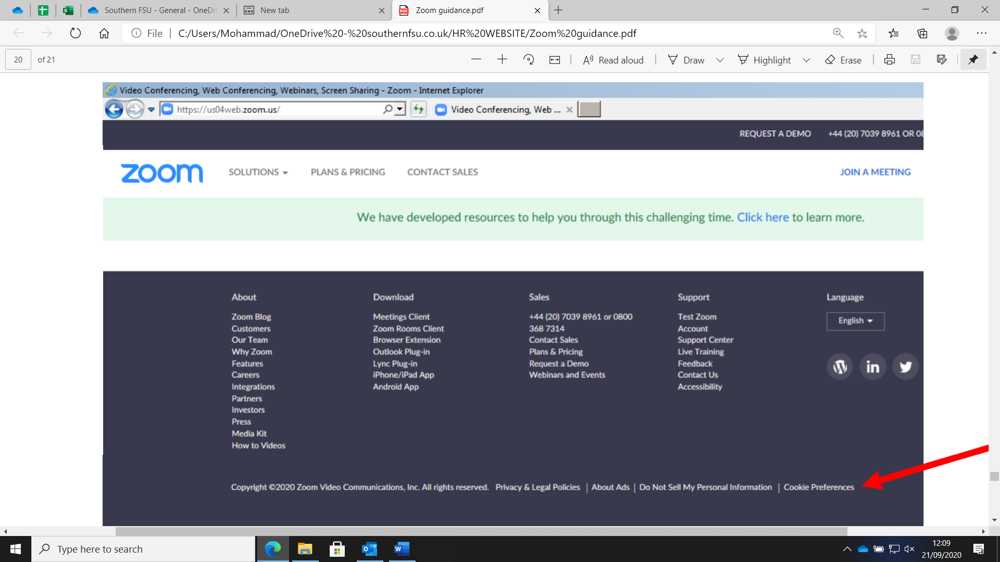 Southern FSU - General - OneDri
New tab
Zoom guidance.pdf
File
C:/Users/Mohammad/OneDrive%20-%20southernfsu.co.uk/HR%20WEBSITE/Zoom%20guidance.pdf
20 of 21
Read aloud
Draw
Highlight
Erase
Video Conferencing, Web Conferencing, Webinars, Screen Sharing - Zoom - Internet Explorer
https://us04web.zoom.us/
Video Conferencing, Web ...
REQUEST A DEMO
+44 (20) 7039 8961 OR 08
zoom
SOLUTIONS
PLANS & PRICING
CONTACT SALES
JOIN A MEETING
We have developed resources to help you through this challenging time. Click here to learn more.
About
Zoom Blog
Customers
Our Team
Why Zoom
Features
Careers
Integrations
Partners
Investors
Press
Media Kit
How to Videos
Download
Meetings Client
Zoom Rooms Client
Browser Extension
Outlook Plug-in
Lync Plug-in
iPhone/iPad App
Android App
Sales
+44 (20) 7039 8961 or 0800
368 7314
Contact Sales
Plans & Pricing
Request a Demo
Webinars and Events
Support
Test Zoom
Account
Support Center
Live Training
Feedback
Contact Us
Accessibility
Language
English
in
Copyright ©2020 Zoom Video Communications, Inc. All rights reserved. Privacy & Legal Policies | About Ads | Do Not Sell My Personal Information | Cookie Preferences
Type here to search
12:09
21/09/2020